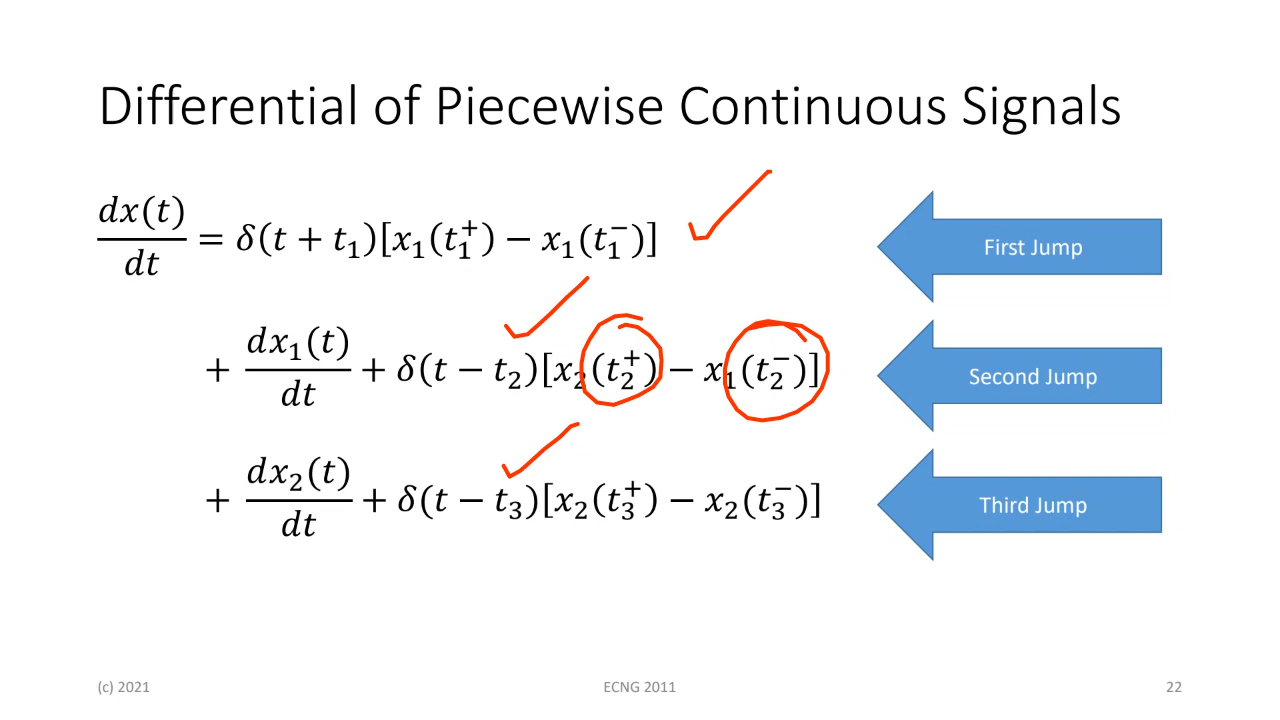 Differential of Piecewise Continuous Signals
dx(t)/dt = δ(t + t₁)[x₁(t₁⁺) − x₁(t₁⁻)]
First Jump
+ dx₁(t)/dt + δ(t − t₂)[x₂(t₂⁺) − x₁(t₂⁻)]
Second Jump
+ dx₂(t)/dt + δ(t − t₃)[x₂(t₃⁺) − x₂(t₃⁻)]
Third Jump
(c) 2021
ECNG 2011
22